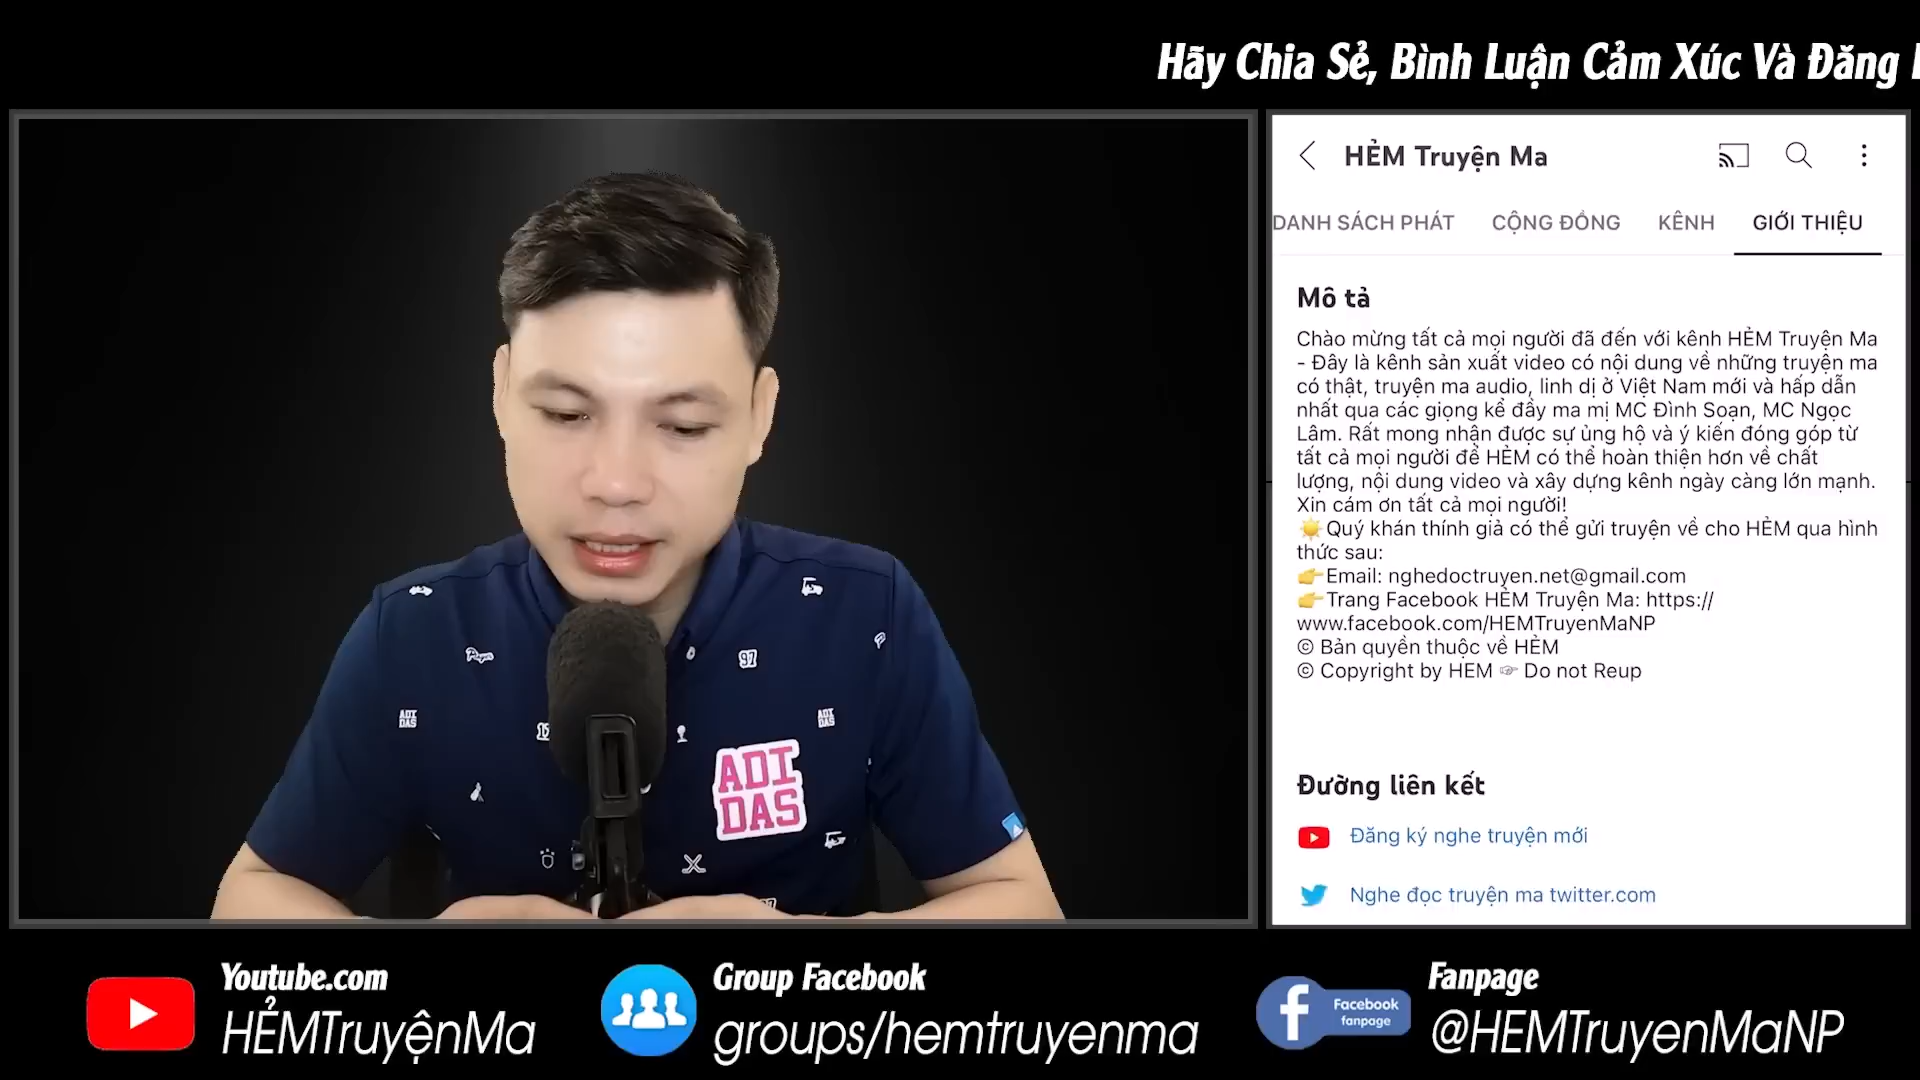 Hãy Chia Sẻ, Bình Luận Cảm Xúc Và Đăng
HẺM Truyện Ma
DANH SÁCH PHÁT
CỘNG ĐỒNG
KÊNH
GIỚI THIỆU
Mô tả
Chào mừng tất cả mọi người đã đến với kênh HẺM Truyện Ma
- Đây là kênh sản xuất video có nội dung về những truyện ma
có thật, truyện ma audio, linh dị ở Việt Nam mới và hấp dẫn
nhất qua các giọng kể đầy ma mị MC Đình Soạn, MC Ngọc
Lâm. Rất mong nhận được sự ủng hộ và ý kiến đóng góp từ
tất cả mọi người để HẺM có thể hoàn thiện hơn về chất
lượng, nội dung video và xây dựng kênh ngày càng lớn mạnh.
Xin cám ơn tất cả mọi người!
☀️Quý khán thính giả có thể gửi truyện về cho HẺM qua hình
thức sau:
👉Email: nghedoctruyen.net@gmail.com
👉Trang Facebook HẺM Truyện Ma: https://
www.facebook.com/HEMTruyenMaNP
© Bản quyền thuộc về HẺM
© Copyright by HEM ☞ Do not Reup
Đường liên kết
Đăng ký nghe truyện mới
Nghe đọc truyện ma twitter.com
Player
97
ADI
DAS
ADI
DAS
ADI
DAS
Youtube.com
HẺMTruyệnMa
Group Facebook
groups/hemtruyenma
Facebook
fanpage
Fanpage
@HEMTruyenMaNP